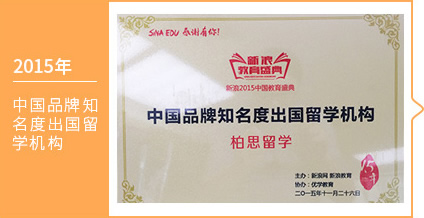 2015年
中国品牌知
名度出国留
学机构
SINA EDU 感谢有你!
新浪
教育盛典
新浪2015中国教育盛典
中国品牌知名度出国留学机构
柏思留学
主办：新浪网 新浪教育
协办：优学教育
二〇一五年十一月二十六日